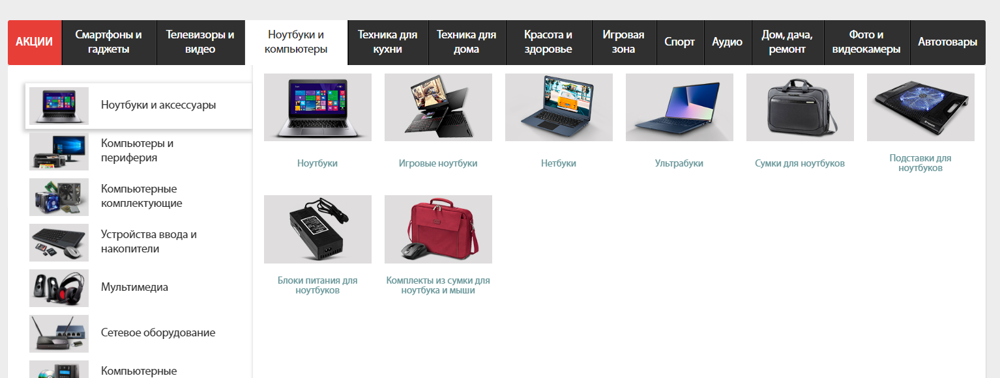 АКЦИИ
Смартфоны и
гаджеты
Телевизоры и
видео
Ноутбуки и
компьютеры
Техника для
кухни
Техника для
дома
Красота и
здоровье
Игровая
зона
Спорт
Аудио
Дом, дача,
ремонт
Фото и
видеокамеры
Автотовары
Ноутбуки и аксессуары
Компьютеры и
периферия
Компьютерные
комплектующие
Устройства ввода и
накопители
Мультимедиа
Сетевое оборудование
Компьютерные
Ноутбуки
Игровые ноутбуки
Нетбуки
Ультрабуки
Сумки для ноутбуков
Подставки для
ноутбуков
Блоки питания для
ноутбуков
Комплекты из сумки для
ноутбука и мыши